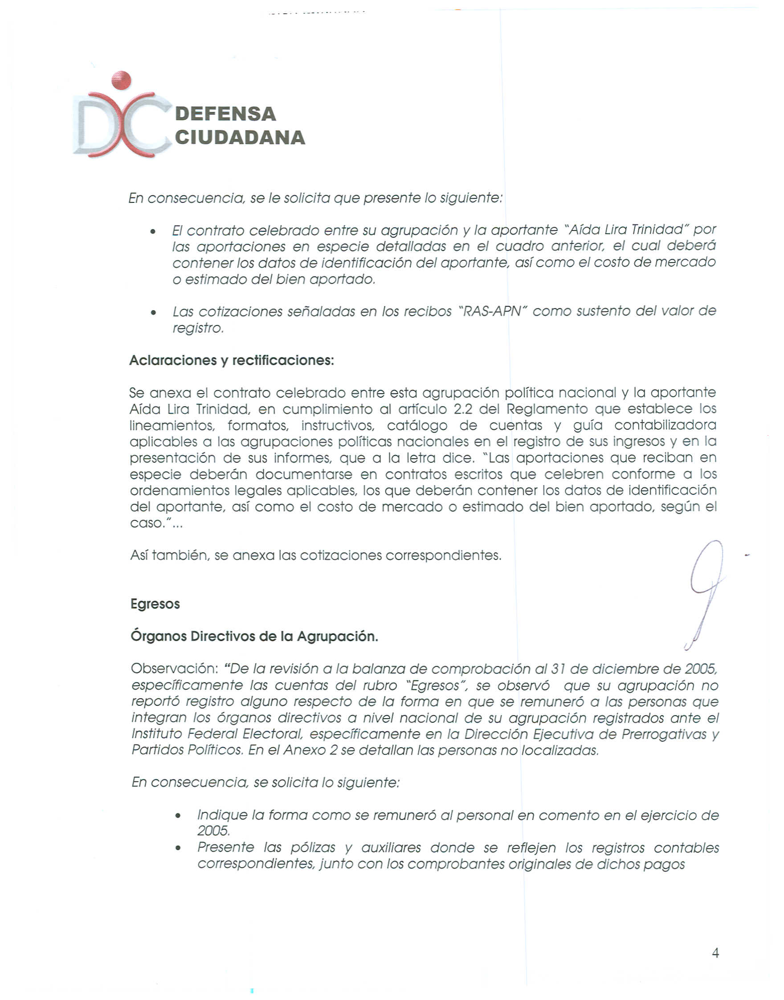 DC DEFENSA
CIUDADANA
En consecuencia, se le solicita que presente lo siguiente:
• El contrato celebrado entre su agrupación y la aportante "Aída Lira Trinidad" por
las aportaciones en especie detalladas en el cuadro anterior, el cual deberá
contener los datos de identificación del aportante, así como el costo de mercado
o estimado del bien aportado.
• Las cotizaciones señaladas en los recibos "RAS-APN" como sustento del valor de
registro.
Aclaraciones y rectificaciones:
Se anexa el contrato celebrado entre esta agrupación política nacional y la aportante
Aída Lira Trinidad, en cumplimiento al artículo 2.2 del Reglamento que establece los
lineamientos, formatos, instructivos, catálogo de cuentas y guía contabilizadora
aplicables a las agrupaciones políticas nacionales en el registro de sus ingresos y en la
presentación de sus informes, que a la letra dice. "Las aportaciones que reciban en
especie deberán documentarse en contratos escritos que celebren conforme a los
ordenamientos legales aplicables, los que deberán contener los datos de identificación
del aportante, así como el costo de mercado o estimado del bien aportado, según el
caso."...
Así también, se anexa las cotizaciones correspondientes.
Egresos
Órganos Directivos de la Agrupación.
Observación: "De la revisión a la balanza de comprobación al 31 de diciembre de 2005,
específicamente las cuentas del rubro "Egresos", se observó que su agrupación no
reportó registro alguno respecto de la forma en que se remuneró a las personas que
integran los órganos directivos a nivel nacional de su agrupación registrados ante el
Instituto Federal Electoral, específicamente en la Dirección Ejecutiva de Prerrogativas y
Partidos Políticos. En el Anexo 2 se detallan las personas no localizadas.
En consecuencia, se solicita lo siguiente:
• Indique la forma como se remuneró al personal en comento en el ejercicio de
2005.
• Presente las pólizas y auxiliares donde se reflejen los registros contables
correspondientes, junto con los comprobantes originales de dichos pagos
4